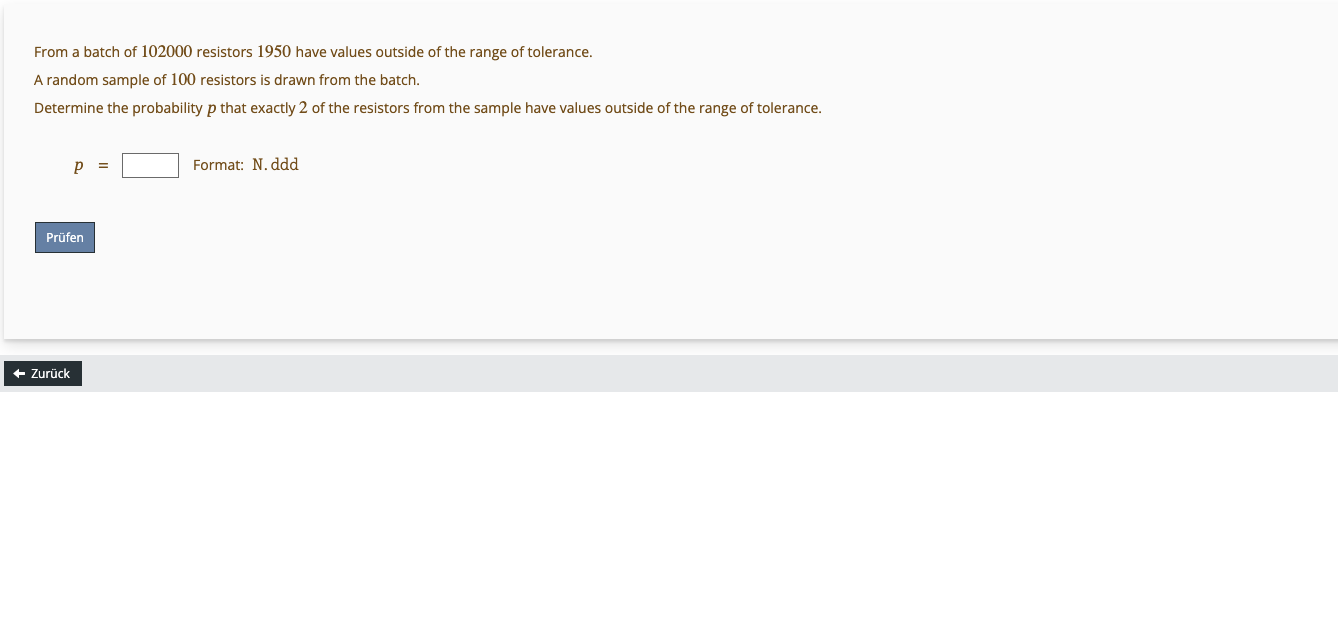 From a batch of 102000 resistors 1950 have values outside of the range of tolerance.
A random sample of 100 resistors is drawn from the batch.
Determine the probability p that exactly 2 of the resistors from the sample have values outside of the range of tolerance.
p = Format: N.ddd
Prüfen
← Zurück